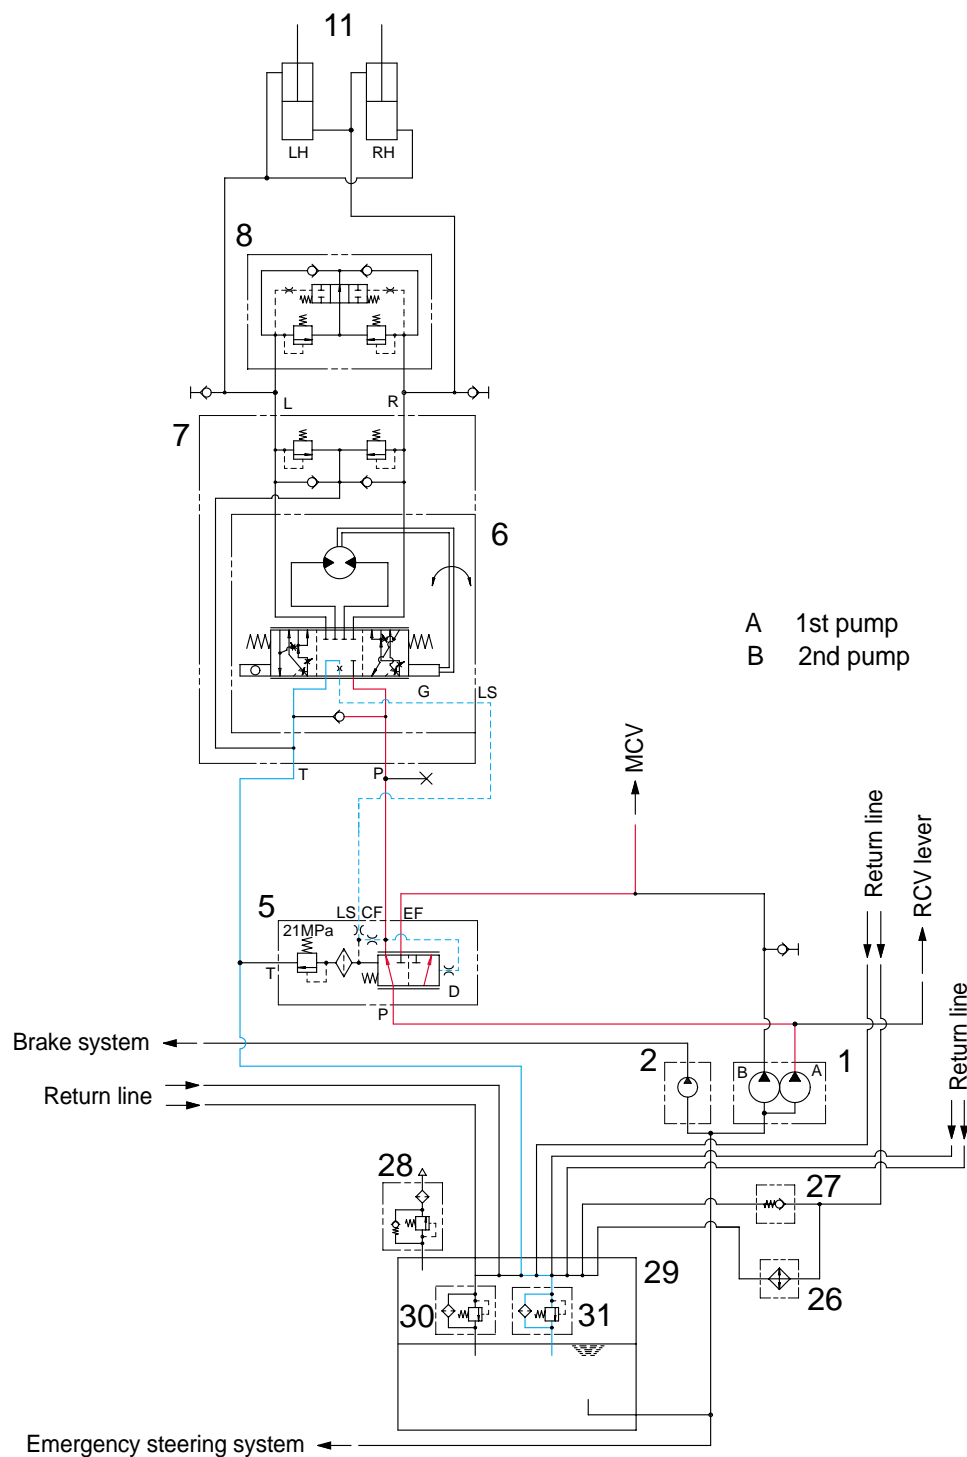 11
LH
RH
8
L
R
7
6
A 1st pump
B 2nd pump
G
LS
T
P
MCV
Return line
RCV lever
5
LS
CF
EF
21MPa
T
D
P
Return line
Brake system
2
1
B
A
Return line
28
27
29
26
30
31
Emergency steering system